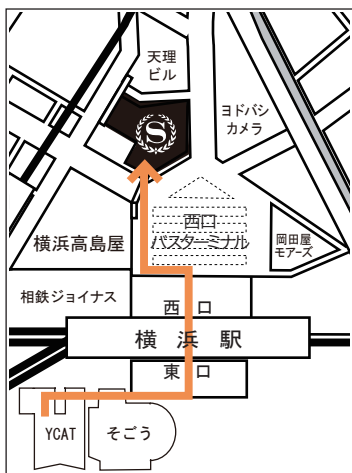 天理
ビル
ヨドバシ
カメラ
S
西口
バスターミナル
横浜高島屋
岡田屋
モアーズ
相鉄ジョイナス
西口
横浜駅
東口
YCAT
そごう